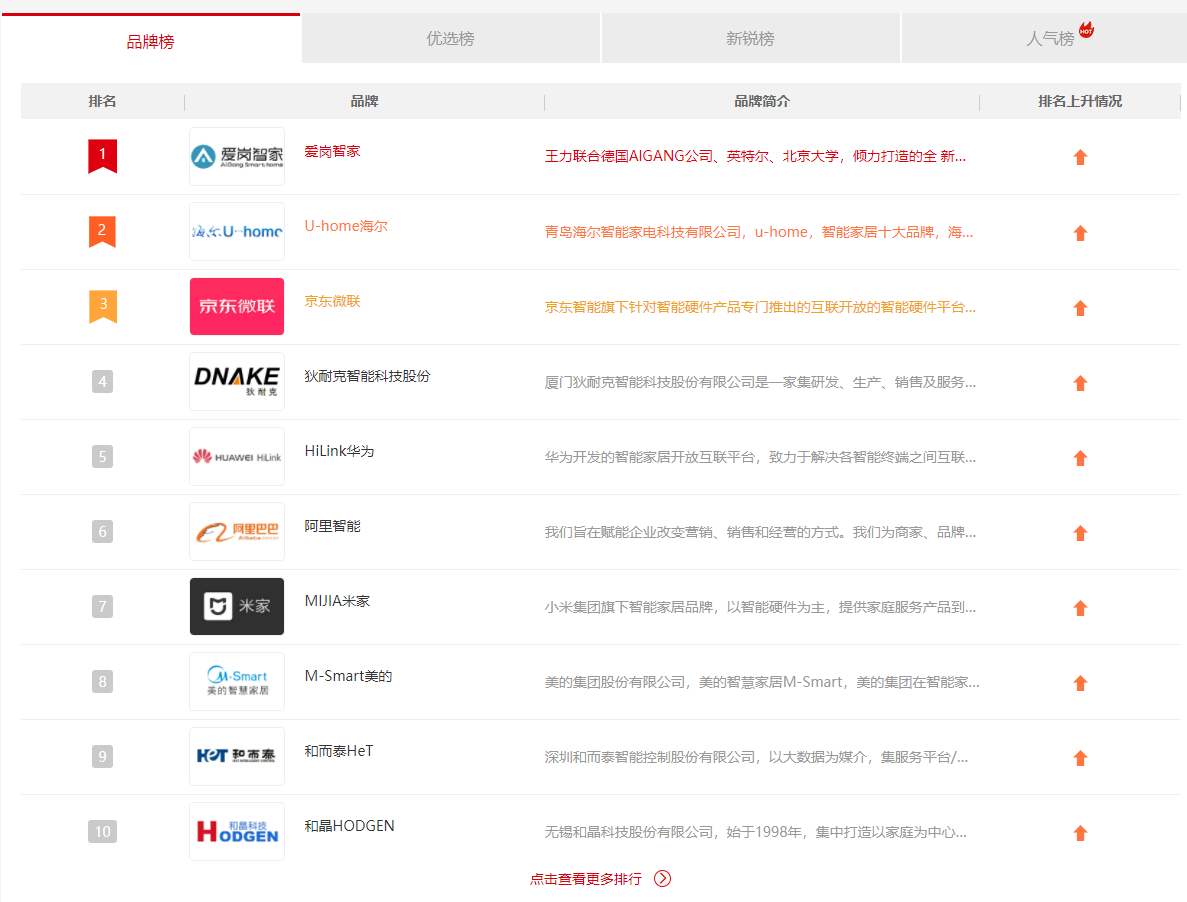 品牌榜 优选榜 新锐榜 人气榜 HOT
排名 品牌 品牌简介 排名上升情况
1 爱岗智家 AiGang Smart home 爱岗智家 王力联合德国AIGANG公司、英特尔、北京大学，倾力打造的全 新...
2 海尔U-home U-home海尔 青岛海尔智能家电科技有限公司，u-home，智能家居十大品牌，海...
3 京东微联 京东微联 京东智能旗下针对智能硬件产品专门推出的互联开放的智能硬件平台...
4 DNAKE 狄耐克 狄耐克智能科技股份 厦门狄耐克智能科技股份有限公司是一家集研发、生产、销售及服务...
5 HUAWEI HiLink HiLink华为 华为开发的智能家居开放互联平台，致力于解决各智能终端之间互联...
6 阿里巴巴 Alibaba.com 阿里智能 我们旨在赋能企业改变营销、销售和经营的方式。我们为商家、品牌...
7 米家 MIJIA米家 小米集团旗下智能家居品牌，以智能硬件为主，提供家庭服务产品到...
8 M·Smart 美的智慧家居 M-Smart美的 美的集团股份有限公司，美的智慧家居M-Smart，美的集团在智能家...
9 HeT 和而泰 和而泰HeT 深圳和而泰智能控制股份有限公司，以大数据为媒介，集服务平台/...
10 和晶科技 HODGEN 和晶HODGEN 无锡和晶科技股份有限公司，始于1998年，集中打造以家庭为中心...
点击查看更多排行